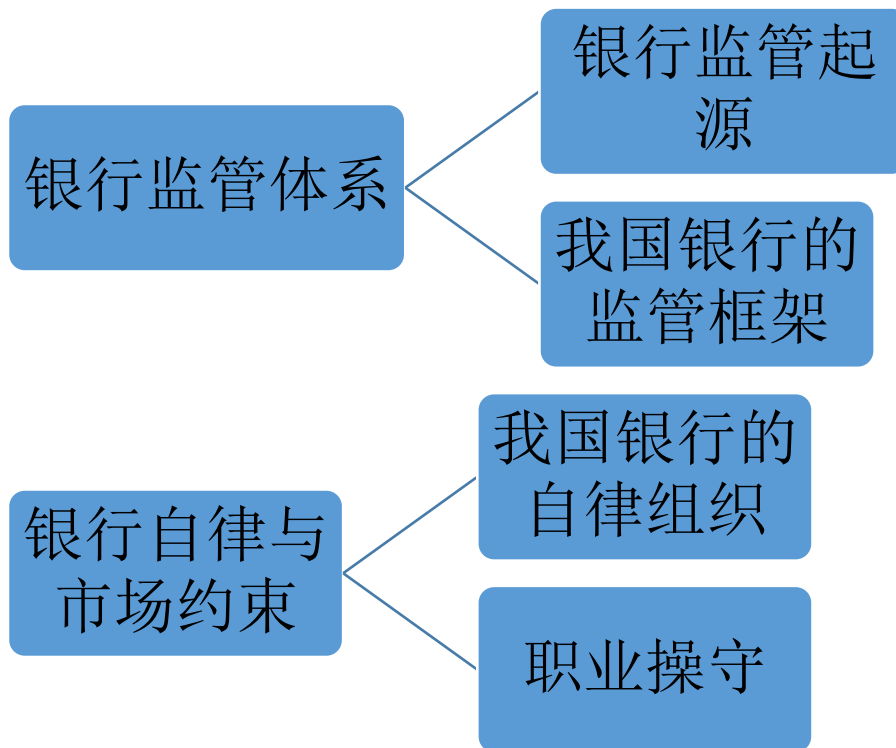 银行监管体系
银行监管起
源
我国银行的
监管框架
银行自律与
市场约束
我国银行的
自律组织
职业操守